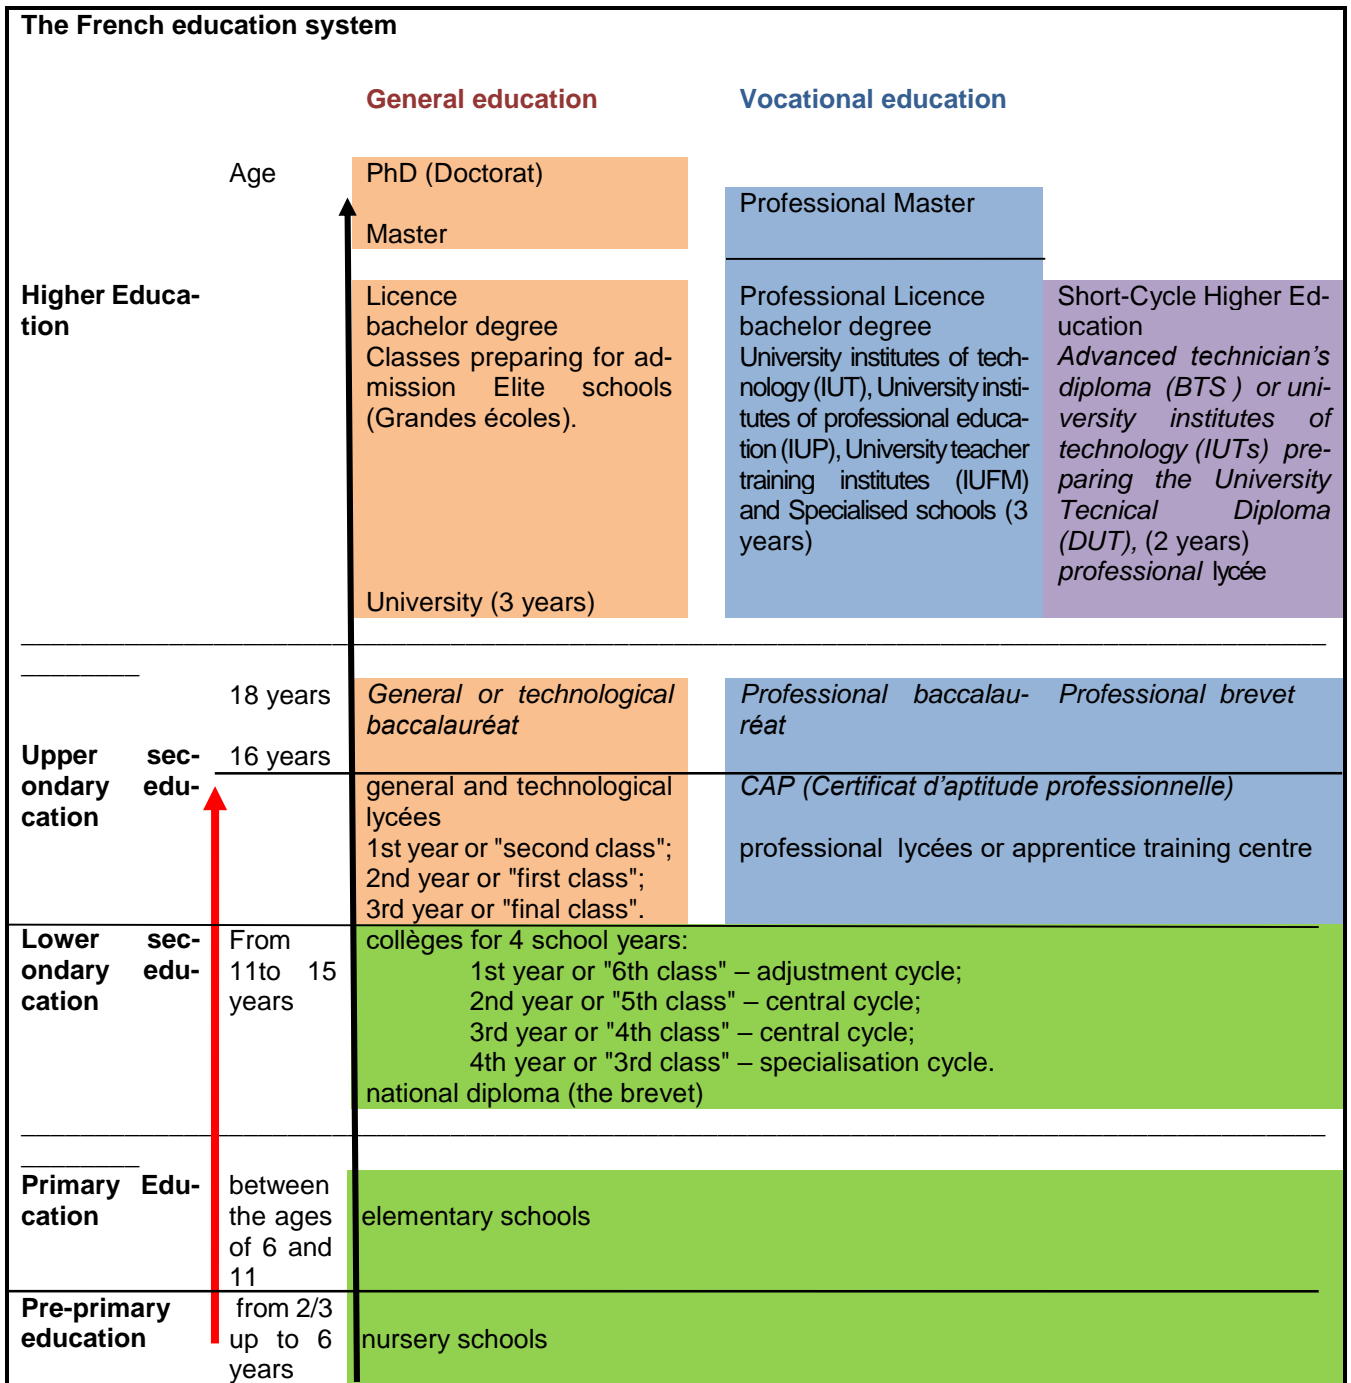 The French education system
General education
Vocational education
Age
PhD (Doctorat)
Master
Professional Master
Higher Educa-
tion
Licence
bachelor degree
Classes preparing for ad-
mission Elite schools
(Grandes écoles).
University (3 years)
Professional Licence
bachelor degree
University institutes of tech-
nology (IUT), University insti-
tutes of professional educa-
tion (IUP), University teacher
training institutes (IUFM)
and Specialised schools (3
years)
Short-Cycle Higher Ed-
ucation
Advanced technician's
diploma (BTS ) or uni-
versity institutes of
technology (IUTs) pre-
paring the University
Tecnical Diploma
(DUT), (2 years)
professional lycée
18 years
General or technological
baccalauréat
Professional baccalau-
réat
Professional brevet
Upper sec-
ondary edu-
cation
16 years
general and technological
lycées
1st year or "second class";
2nd year or "first class";
3rd year or "final class".
CAP (Certificat d'aptitude professionnelle)
professional lycées or apprentice training centre
Lower sec-
ondary edu-
cation
From
11to 15
years
collèges for 4 school years:
1st year or "6th class" – adjustment cycle;
2nd year or "5th class" – central cycle;
3rd year or "4th class" – central cycle;
4th year or "3rd class" – specialisation cycle.
national diploma (the brevet)
Primary Edu-
cation
between
the ages
of 6 and
11
elementary schools
Pre-primary
education
from 2/3
up to 6
years
nursery schools